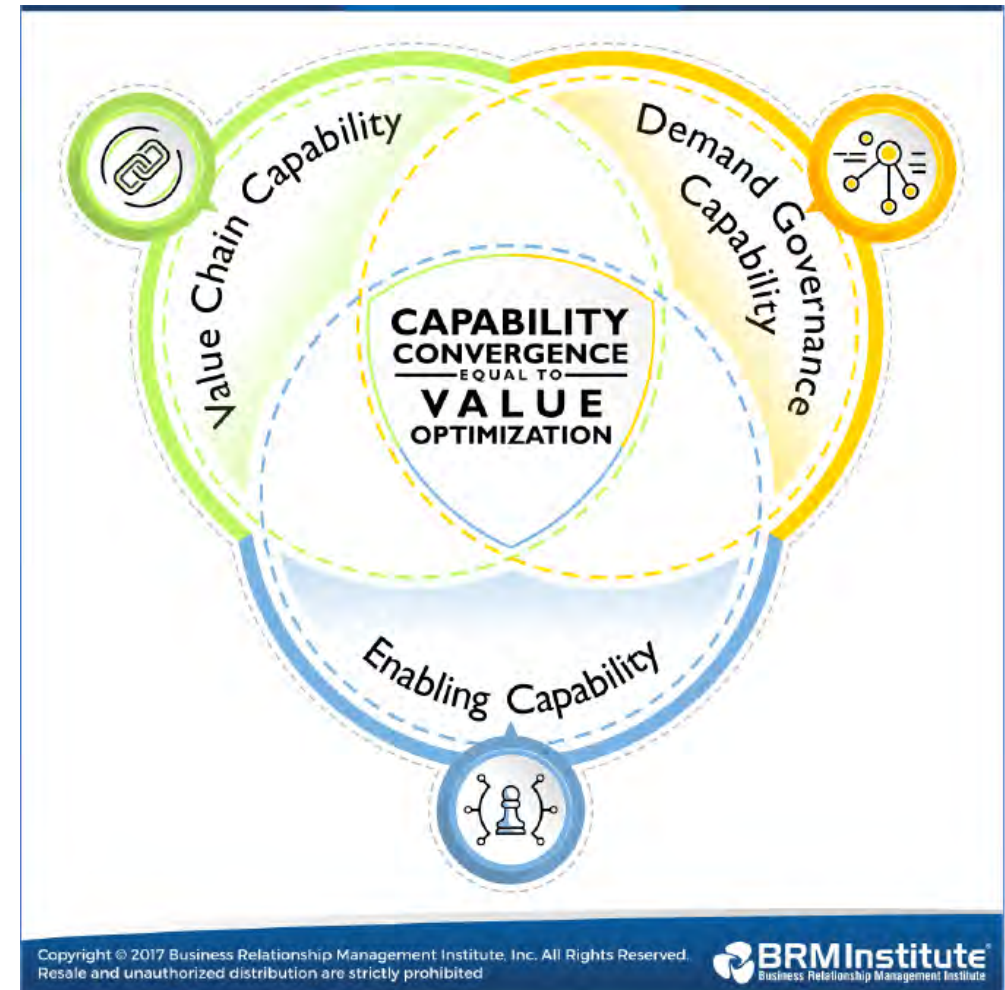 Value Chain Capability
Demand Governance
Capability
CAPABILITY
CONVERGENCE
EQUAL TO
VALUE
OPTIMIZATION
Enabling Capability
Copyright © 2017 Business Relationship Management Institute, Inc. All Rights Reserved.
Resale and unauthorized distribution are strictly prohibited
BRMInstitute®
Business Relationship Management Institute